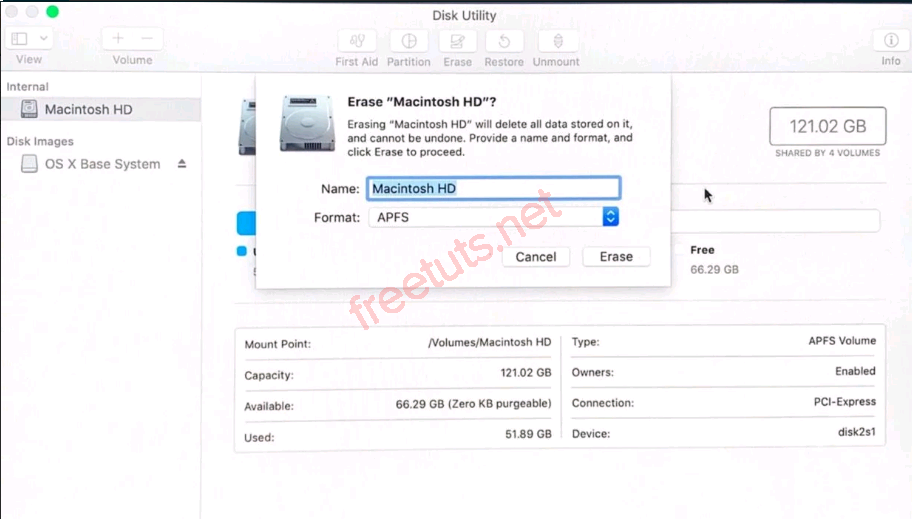 Disk Utility
View
Volume
First Aid
Partition
Erase
Restore
Unmount
Info
Internal
Macintosh HD
Disk Images
OS X Base System
Erase “Macintosh HD”?
Erasing “Macintosh HD” will delete all data stored on it,
and cannot be undone. Provide a name and format, and
click Erase to proceed.
Name: Macintosh HD
Format: APFS
Cancel
Erase
121.02 GB
SHARED BY 4 VOLUMES
Free
66.29 GB
freetuts.net
Mount Point: /Volumes/Macintosh HD
Type: APFS Volume
Capacity: 121.02 GB
Owners: Enabled
Available: 66.29 GB (Zero KB purgeable)
Connection: PCI-Express
Used: 51.89 GB
Device: disk2s1